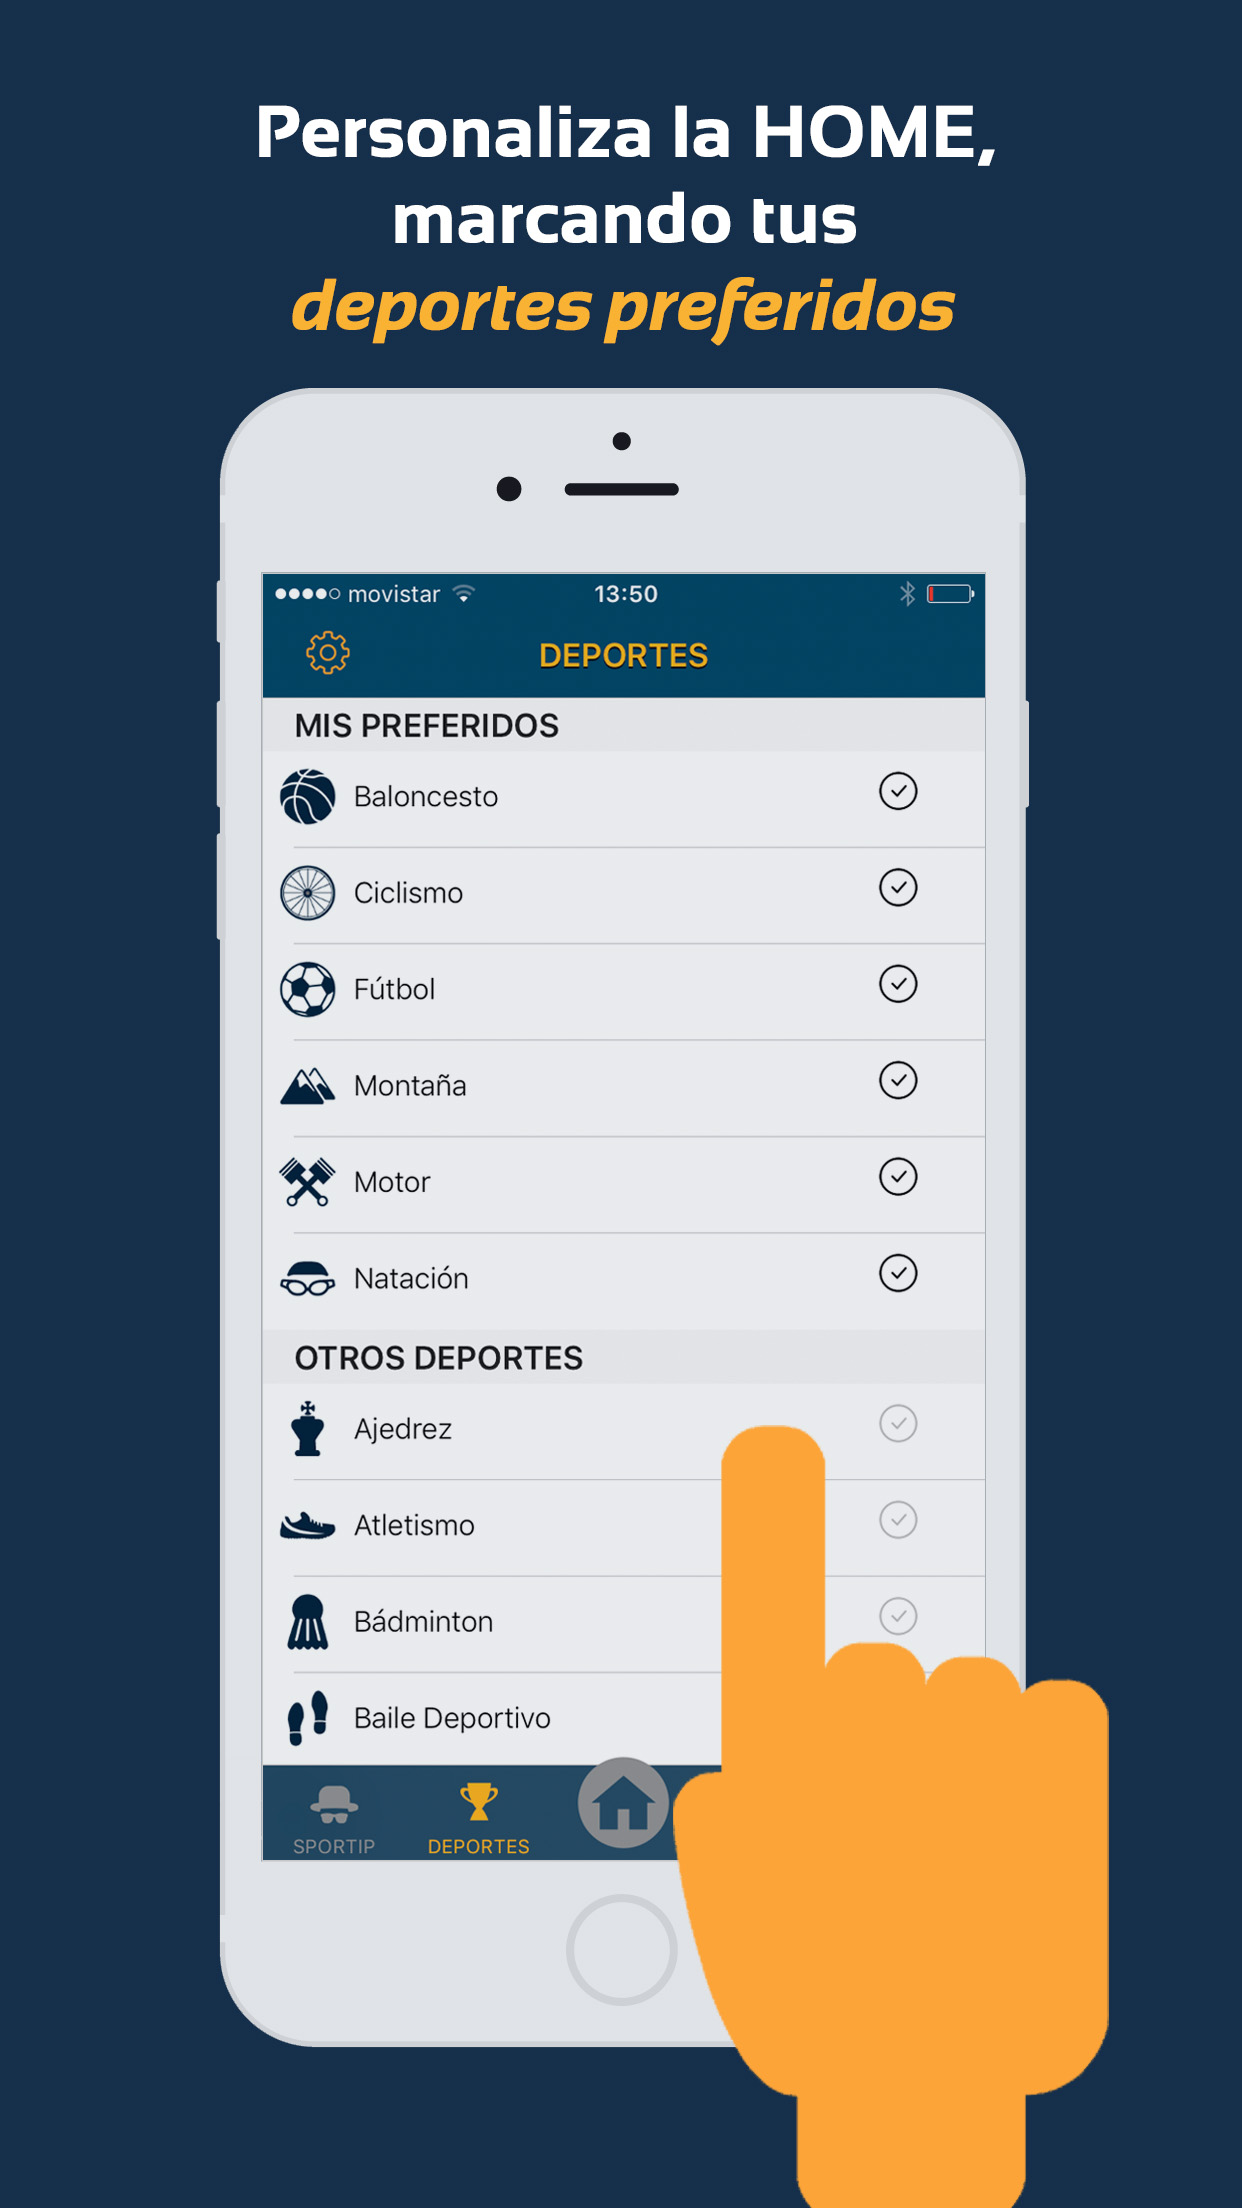 Personaliza la HOME,
marcando tus
deportes preferidos
movistar 13:50
DEPORTES
MIS PREFERIDOS
Baloncesto
Ciclismo
Fútbol
Montaña
Motor
Natación
OTROS DEPORTES
Ajedrez
Atletismo
Bádminton
Baile Deportivo
SPORTIP DEPORTES